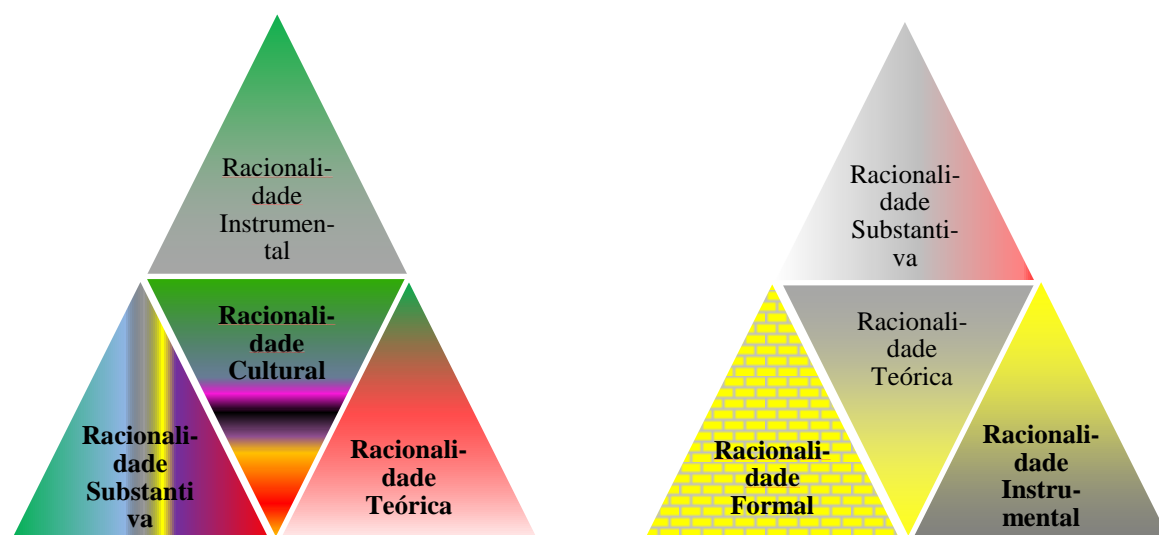 Racionali-
dade
Instrumen-
tal
Racionali-
dade
Cultural
Racionali-
dade
Substanti
va
Racionali-
dade
Teórica
Racionali-
dade
Substanti-
va
Racionali-
dade
Teórica
Racionali-
dade
Formal
Racionali-
dade
Instru-
mental